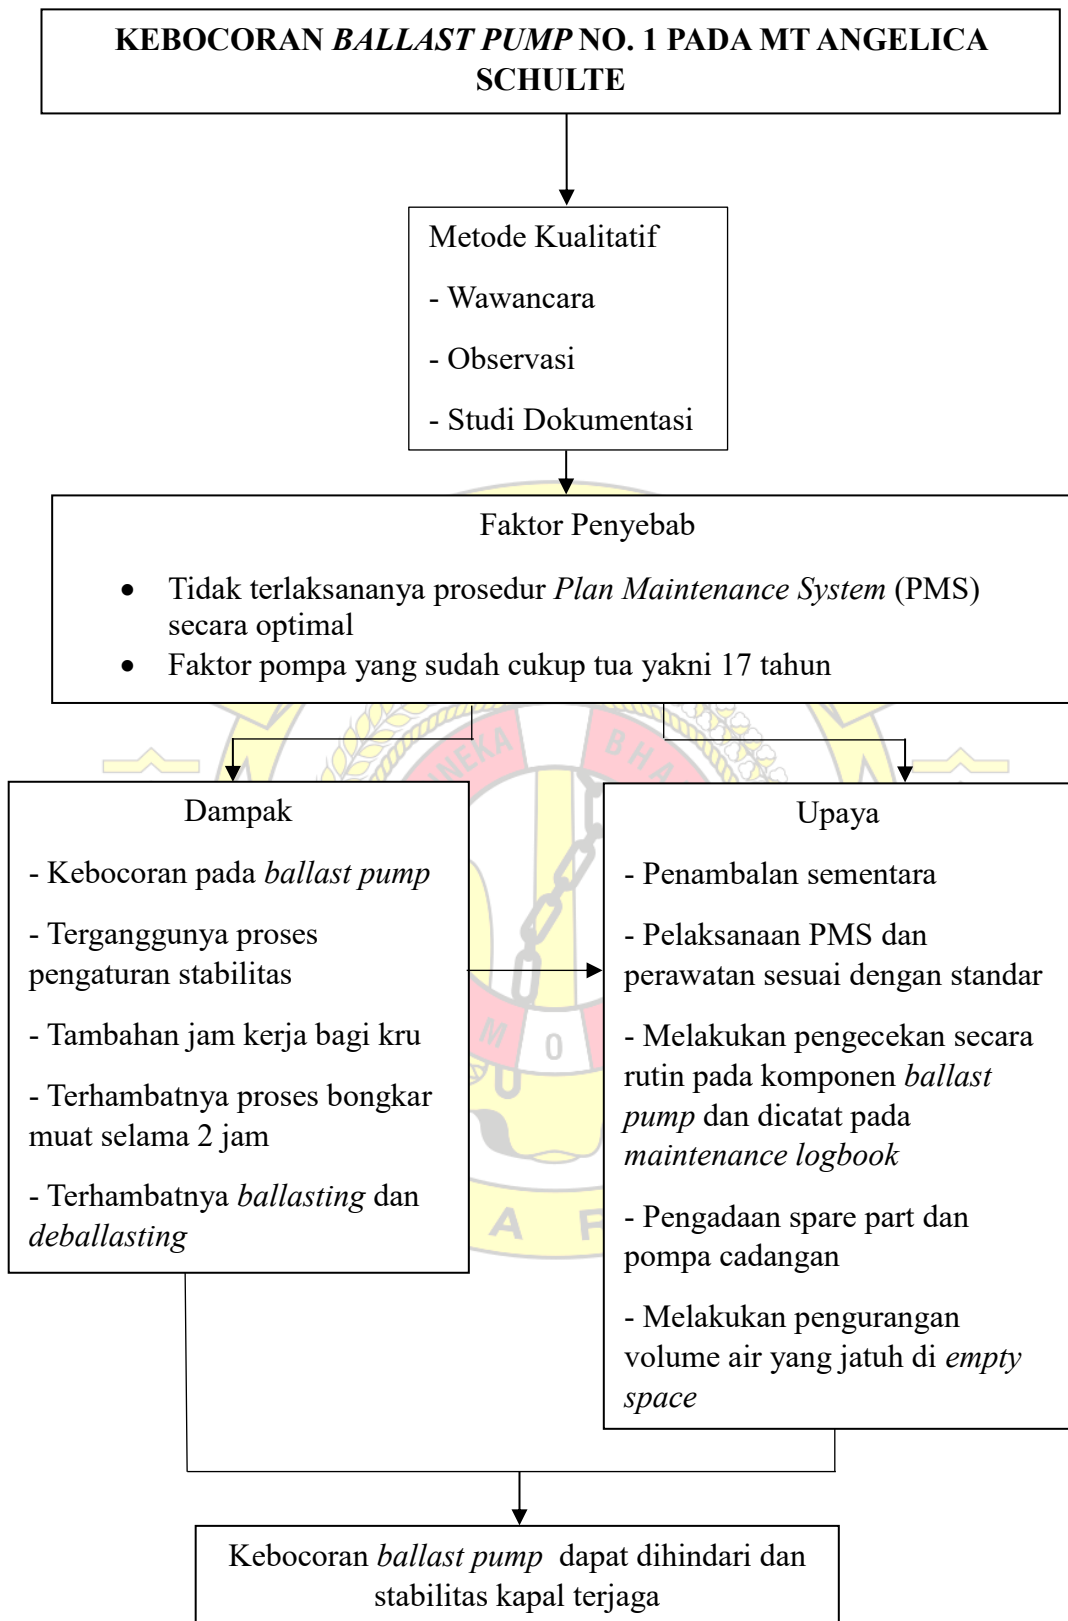 KEBOCORAN BALLAST PUMP NO. 1 PADA MT ANGELICA
SCHULTE
Metode Kualitatif
- Wawancara
- Observasi
- Studi Dokumentasi
Faktor Penyebab
• Tidak terlaksananya prosedur Plan Maintenance System (PMS)
secara optimal
• Faktor pompa yang sudah cukup tua yakni 17 tahun
Dampak
- Kebocoran pada ballast pump
- Terganggunya proses
pengaturan stabilitas
- Tambahan jam kerja bagi kru
- Terhambatnya proses bongkar
muat selama 2 jam
- Terhambatnya ballasting dan
deballasting
Upaya
- Penambalan sementara
- Pelaksanaan PMS dan
perawatan sesuai dengan standar
- Melakukan pengecekan secara
rutin pada komponen ballast
pump dan dicatat pada
maintenance logbook
- Pengadaan spare part dan
pompa cadangan
- Melakukan pengurangan
volume air yang jatuh di empty
space
Kebocoran ballast pump dapat dihindari dan
stabilitas kapal terjaga